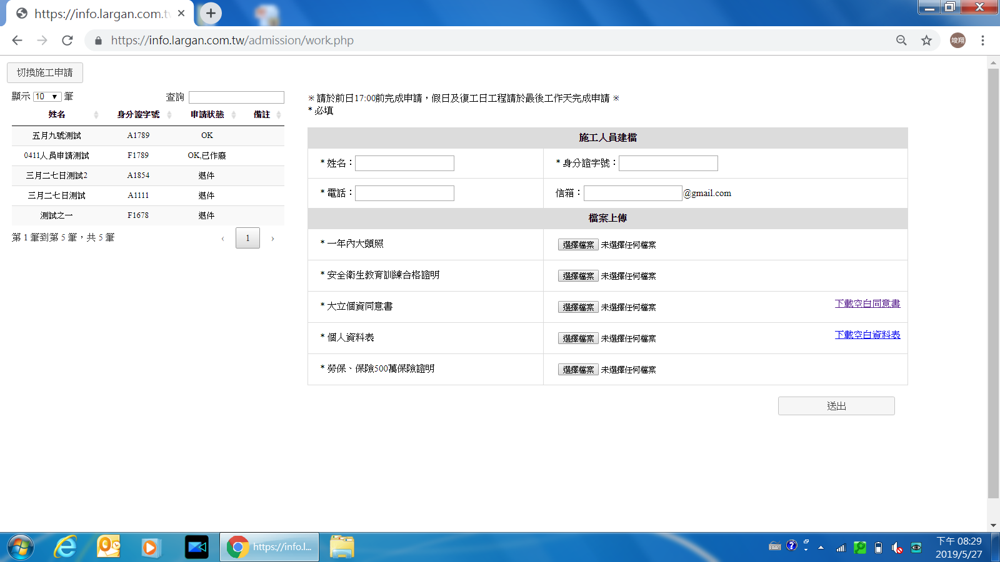 https://info.largan.com.tw
https://info.largan.com.tw/admission/work.php
竣翔
切換施工申請
顯示 10 筆
查詢
姓名 身分證字號 申請狀態 備註
五月九號測試 A1789 OK
0411人員申請測試 F1789 OK,已作廢
三月二七日測試2 A1854 退件
三月二七日測試 A1111 退件
測試之一 F1678 退件
第 1 筆到第 5 筆，共 5 筆
‹ 1 ›
※ 請於前日17:00前完成申請，假日及復工日工程請於最後工作天完成申請 ※
* 必填
施工人員建檔
* 姓名： * 身分證字號：
* 電話： 信箱： @gmail.com
檔案上傳
* 一年內大頭照 選擇檔案 未選擇任何檔案
* 安全衛生教育訓練合格證明 選擇檔案 未選擇任何檔案
* 大立個資同意書 選擇檔案 未選擇任何檔案 下載空白同意書
* 個人資料表 選擇檔案 未選擇任何檔案 下載空白資料表
* 勞保、保險500萬保險證明 選擇檔案 未選擇任何檔案
送出
https://info.l...
下午 08:29
2019/5/27